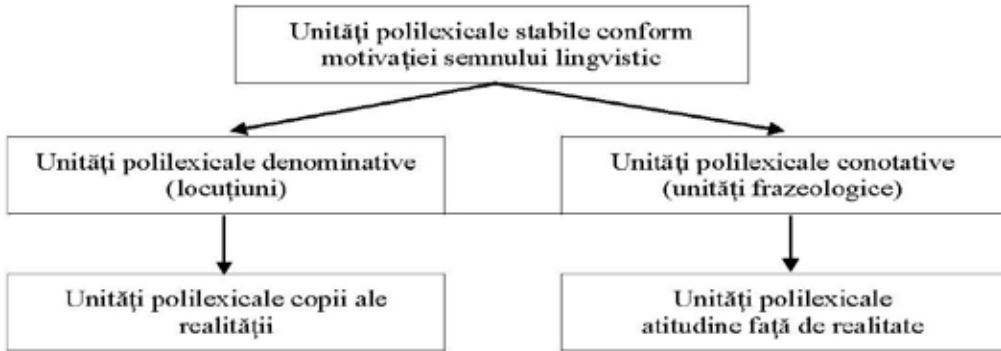 Unități polilexicale stabile conform
motivației semnului lingvistic
Unități polilexicale denominative
(locuțiuni)
Unități polilexicale conotative
(unități frazeologice)
Unități polilexicale copii ale
realității
Unități polilexicale
atitudine față de realitate